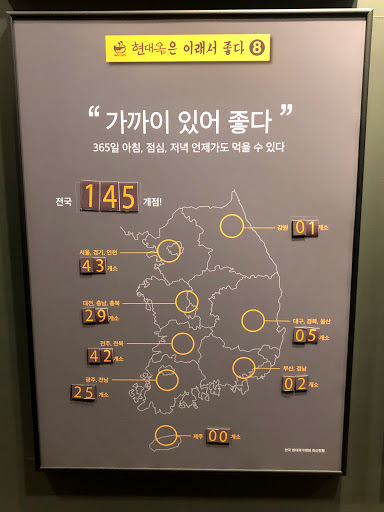 현대옥은 이래서 좋다 8
“ 가까이 있어 좋다 ”
365일 아침, 점심, 저녁 언제가도 먹을 수 있다
전국 145 개점!
강원 01 개소
서울, 경기, 인천
43 개소
대전, 충남, 충북
29 개소
대구, 경북, 울산
05 개소
전주, 전북
42 개소
부산, 경남
02 개소
광주, 전남
25 개소
제주 00 개소